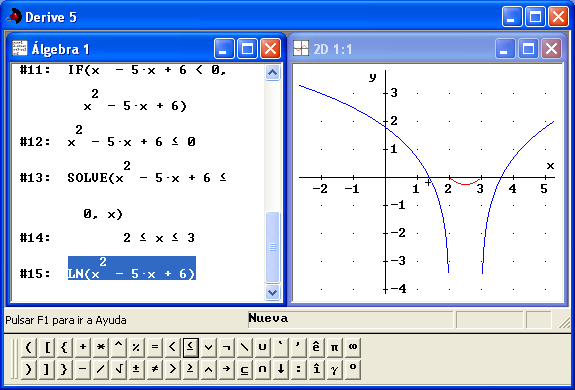 Derive 5
Álgebra 1
2D 1:1
#11: IF(x - 5·x + 6 < 0,
2
x - 5·x + 6)
2
#12: x - 5·x + 6 ≤ 0
2
#13: SOLVE(x - 5·x + 6 ≤
0, x)
#14: 2 ≤ x ≤ 3
2
#15: LN(x - 5·x + 6)
y
3
2
1
x
-2 -1 1 2 3 4 5
-1
-2
-3
-4
Pulsar F1 para ir a Ayuda
Nueva
( [ { + * ^ % = < ≤ ∨ ¬ \ ∪ ` ' ê π ∞
) ] } - / √ ± ≠ > ≥ ∧ → ⊆ ∩ ↓ : î γ °